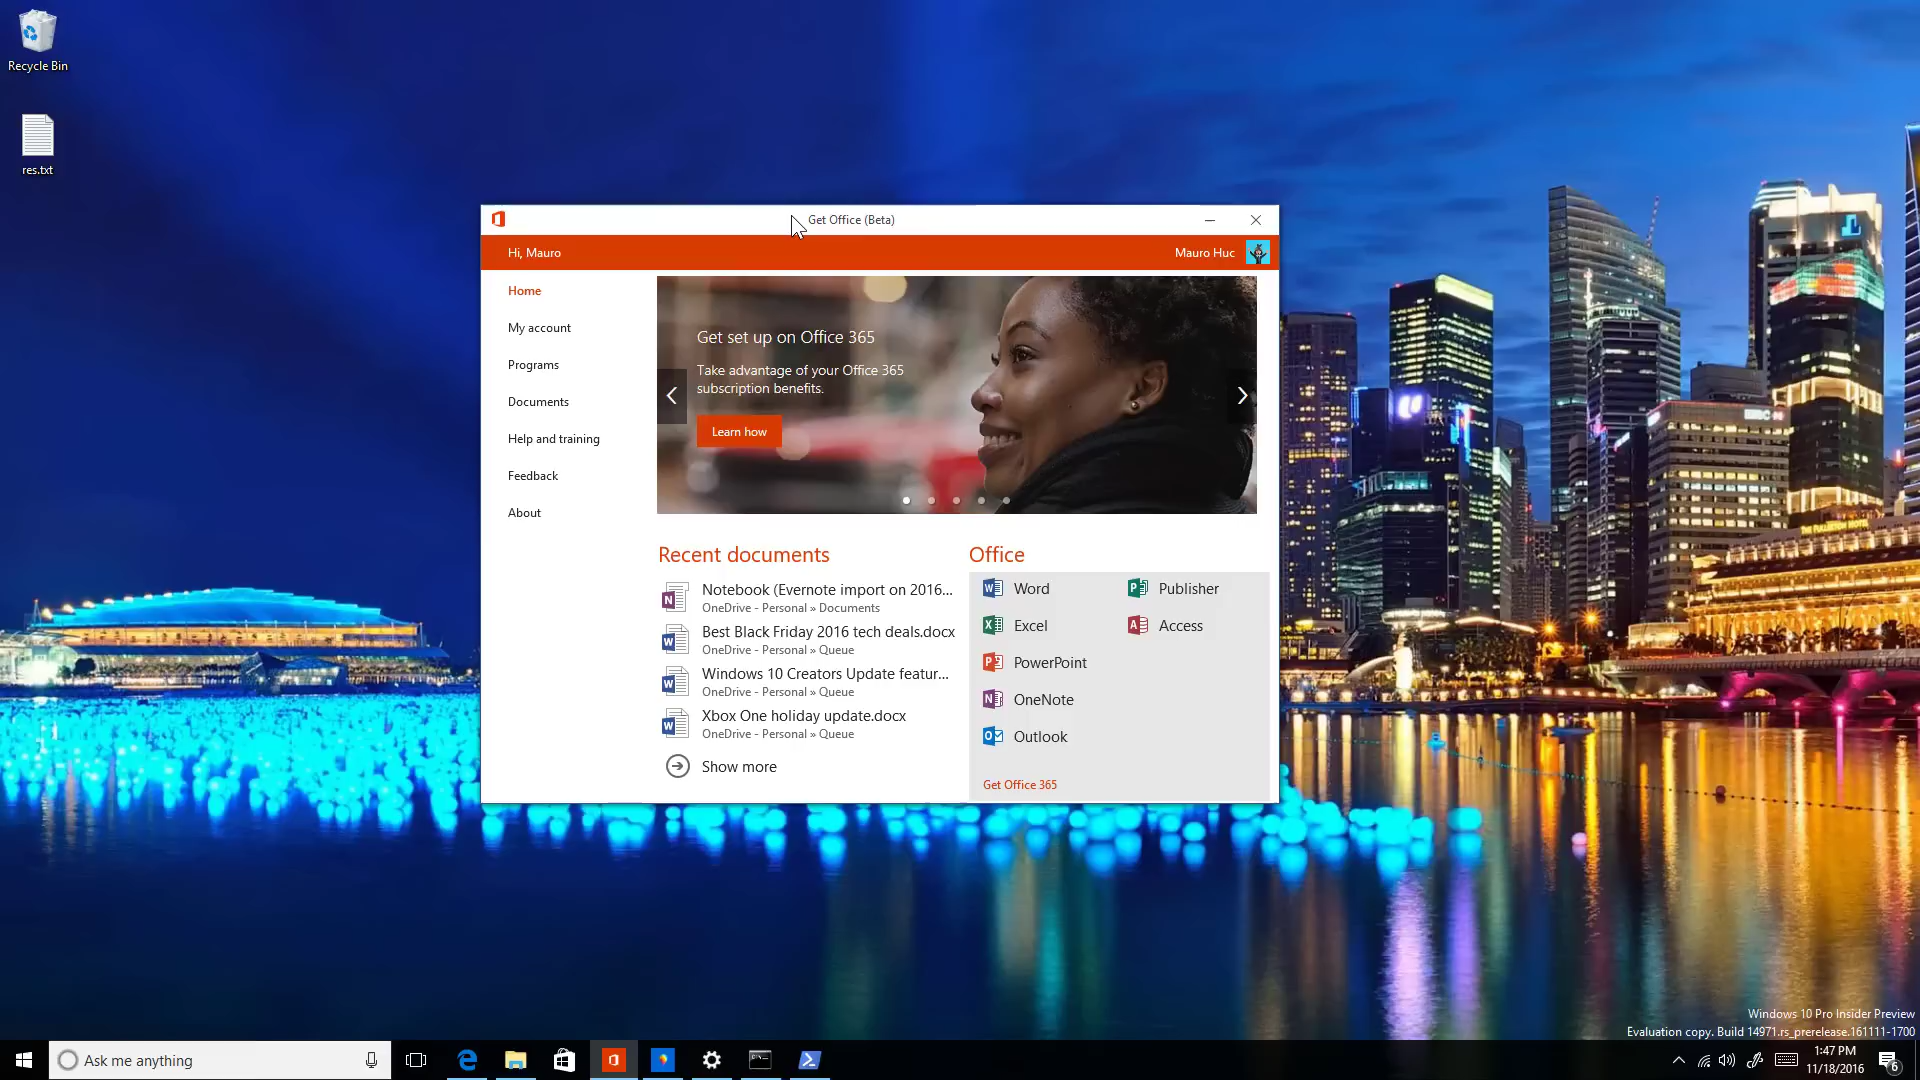 Recycle Bin
res.txt
Get Office (Beta)
Hi, Mauro
Mauro Huc
Home
My account
Programs
Documents
Help and training
Feedback
About
Get set up on Office 365
Take advantage of your Office 365
subscription benefits.
Learn how
Recent documents
Notebook (Evernote import on 2016...
OneDrive - Personal » Documents
Best Black Friday 2016 tech deals.docx
OneDrive - Personal » Queue
Windows 10 Creators Update featur...
OneDrive - Personal » Queue
Xbox One holiday update.docx
OneDrive - Personal » Queue
Show more
Office
Word
Publisher
Excel
Access
PowerPoint
OneNote
Outlook
Get Office 365
THE FULLERTON HOTEL
Windows 10 Pro Insider Preview
Evaluation copy. Build 14971.rs_prerelease.161111-1700
Ask me anything
1:47 PM
11/18/2016
6